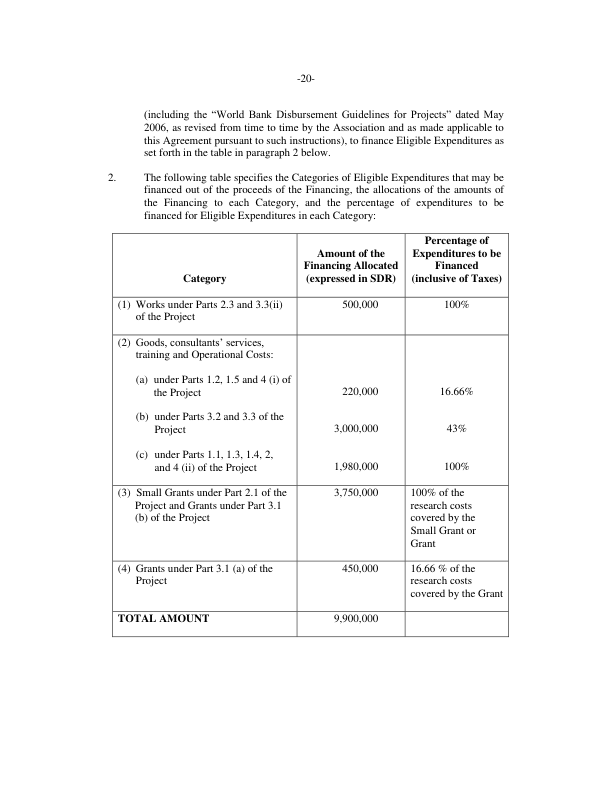 -20-
(including the “World Bank Disbursement Guidelines for Projects” dated May
2006, as revised from time to time by the Association and as made applicable to
this Agreement pursuant to such instructions), to finance Eligible Expenditures as
set forth in the table in paragraph 2 below.
2. The following table specifies the Categories of Eligible Expenditures that may be
financed out of the proceeds of the Financing, the allocations of the amounts of
the Financing to each Category, and the percentage of expenditures to be
financed for Eligible Expenditures in each Category:
Category
Amount of the
Financing Allocated
(expressed in SDR)
Percentage of
Expenditures to be
Financed
(inclusive of Taxes)
(1) Works under Parts 2.3 and 3.3(ii)
of the Project
500,000
100%
(2) Goods, consultants’ services,
training and Operational Costs:
(a) under Parts 1.2, 1.5 and 4 (i) of
the Project
220,000
16.66%
(b) under Parts 3.2 and 3.3 of the
Project
3,000,000
43%
(c) under Parts 1.1, 1.3, 1.4, 2,
and 4 (ii) of the Project
1,980,000
100%
(3) Small Grants under Part 2.1 of the
Project and Grants under Part 3.1
(b) of the Project
3,750,000
100% of the
research costs
covered by the
Small Grant or
Grant
(4) Grants under Part 3.1 (a) of the
Project
450,000
16.66 % of the
research costs
covered by the Grant
TOTAL AMOUNT
9,900,000